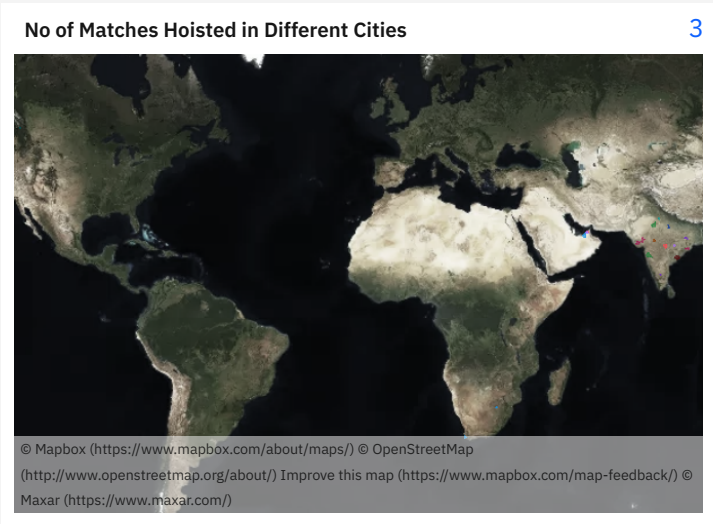 No of Matches Hoisted in Different Cities
3
© Mapbox (https://www.mapbox.com/about/maps/) © OpenStreetMap
(http://www.openstreetmap.org/about/) Improve this map (https://www.mapbox.com/map-feedback/) ©
Maxar (https://www.maxar.com/)